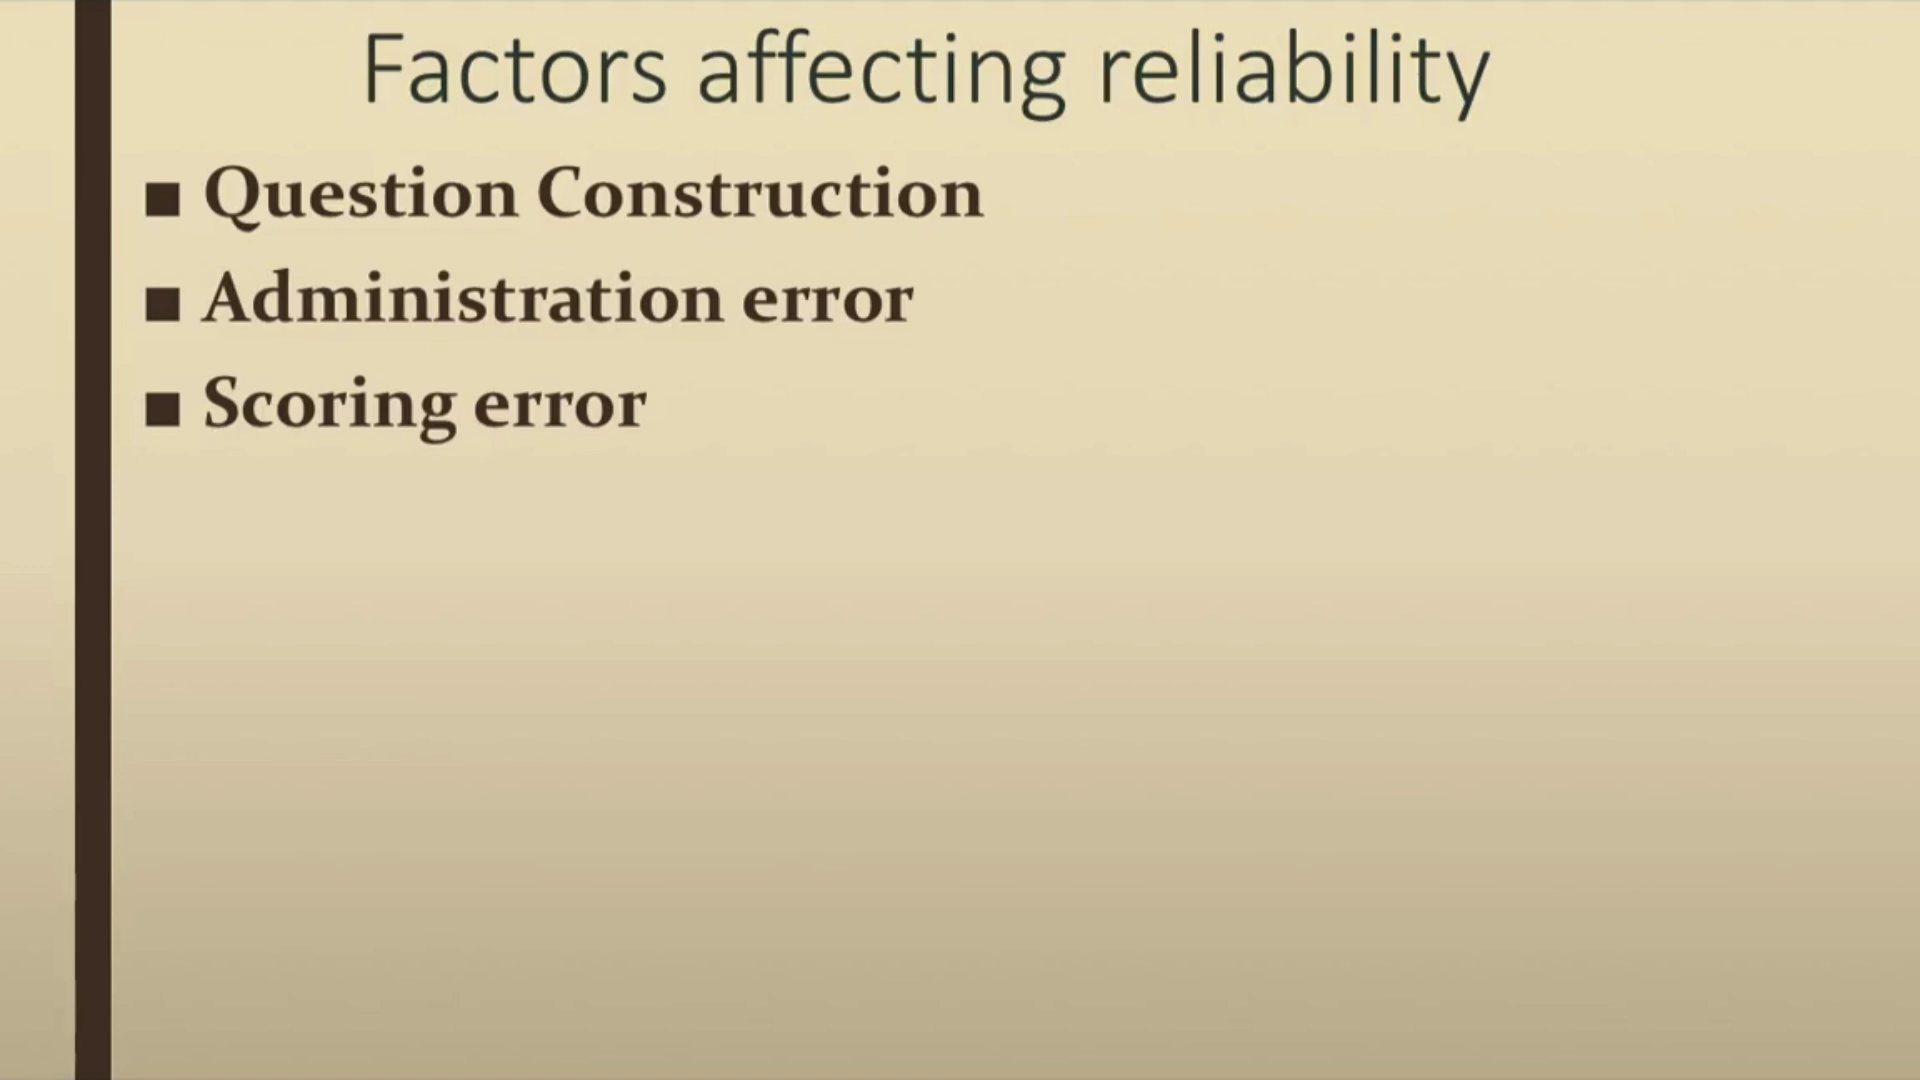 Factors affecting reliability
■ Question Construction
■ Administration error
■ Scoring error